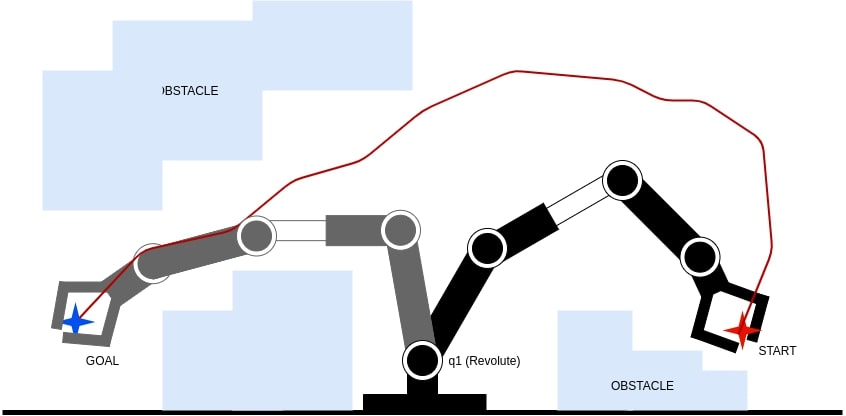 OBSTACLE
START
GOAL
q1 (Revolute)
OBSTACLE